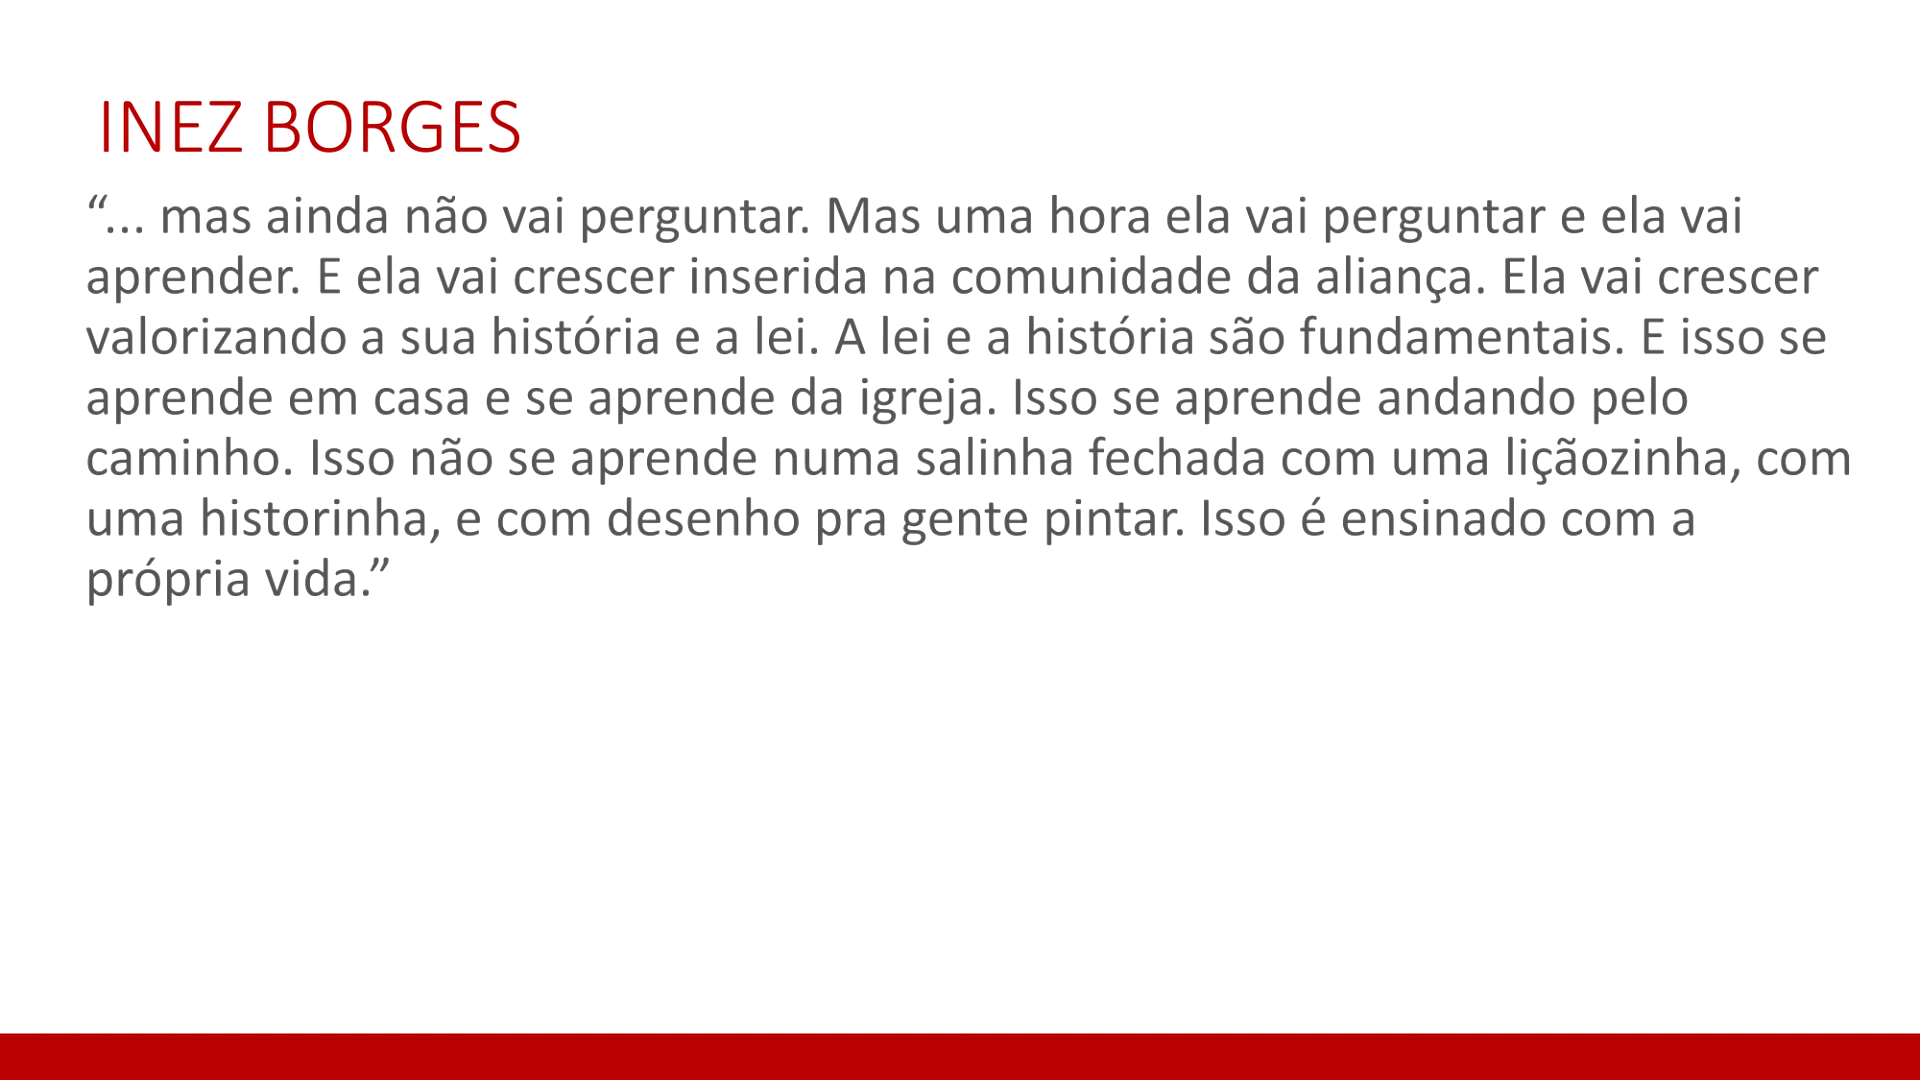 INEZ BORGES
“... mas ainda não vai perguntar. Mas uma hora ela vai perguntar e ela vai
aprender. E ela vai crescer inserida na comunidade da aliança. Ela vai crescer
valorizando a sua história e a lei. A lei e a história são fundamentais. E isso se
aprende em casa e se aprende da igreja. Isso se aprende andando pelo
caminho. Isso não se aprende numa salinha fechada com uma liçãozinha, com
uma historinha, e com desenho pra gente pintar. Isso é ensinado com a
própria vida.”